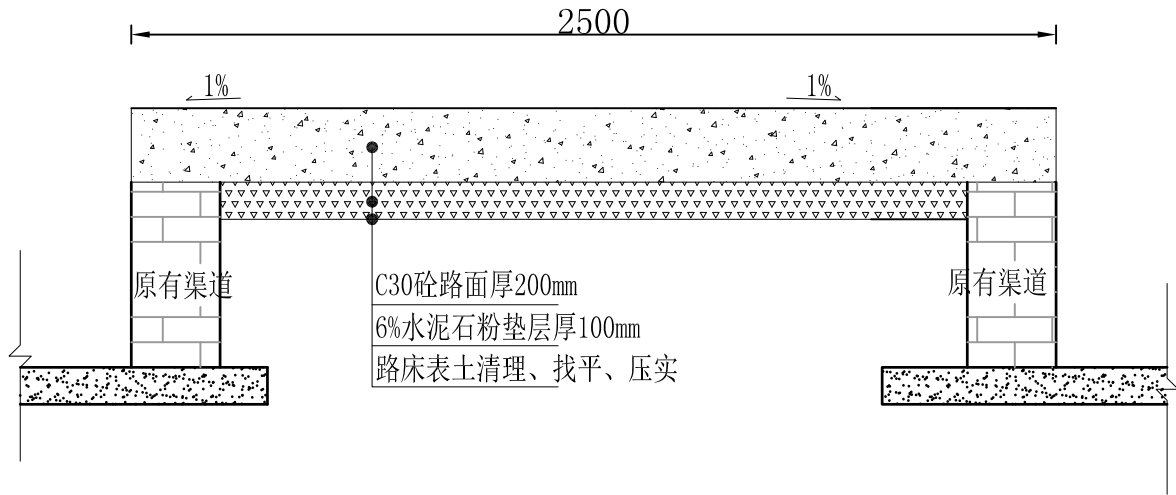 2500
1%
1%
原有渠道
原有渠道
C30砼路面厚200mm
6%水泥石粉垫层厚100mm
路床表土清理、找平、压实